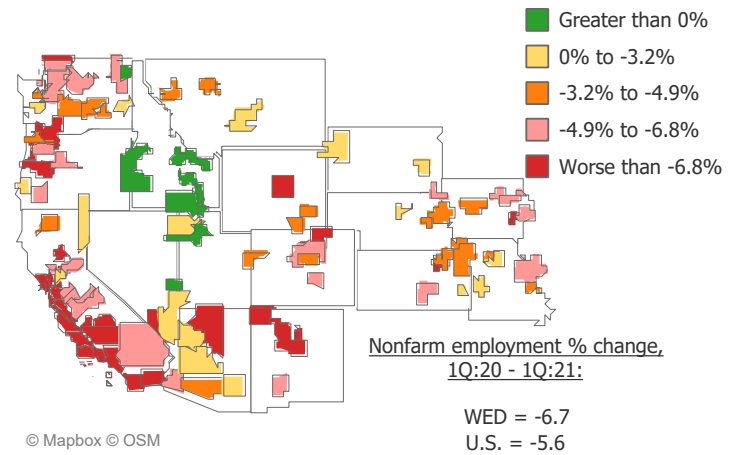 Greater than 0%
0% to -3.2%
-3.2% to -4.9%
-4.9% to -6.8%
Worse than -6.8%
Nonfarm employment % change,
1Q:20 - 1Q:21:
WED = -6.7
U.S. = -5.6
© Mapbox © OSM